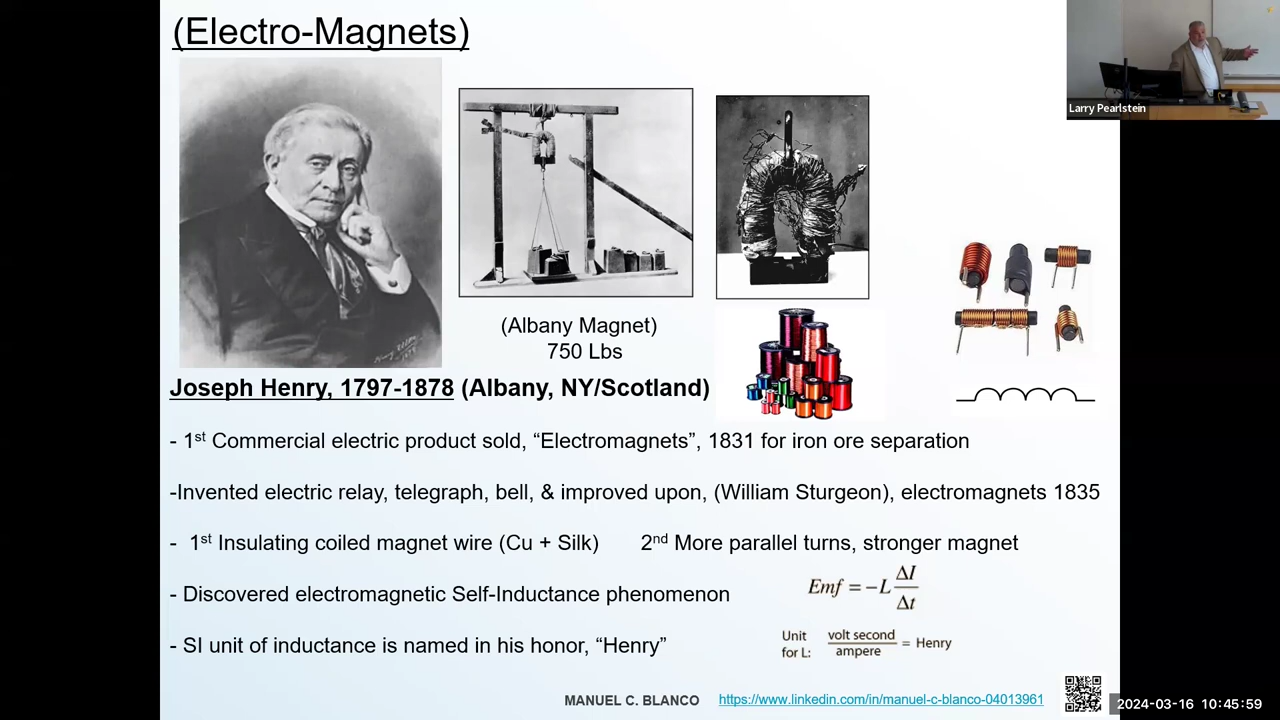 (Electro-Magnets)
Larry Pearlstein
(Albany Magnet)
750 Lbs
Joseph Henry, 1797-1878 (Albany, NY/Scotland)
- 1st Commercial electric product sold, “Electromagnets”, 1831 for iron ore separation
-Invented electric relay, telegraph, bell, & improved upon, (William Sturgeon), electromagnets 1835
- 1st Insulating coiled magnet wire (Cu + Silk) 2nd More parallel turns, stronger magnet
- Discovered electromagnetic Self-Inductance phenomenon
Emf = -L ΔI/Δt
- SI unit of inductance is named in his honor, “Henry”
Unit for L: volt second/ampere = Henry
MANUEL C. BLANCO https://www.linkedin.com/in/manuel-c-blanco-04013961
2024-03-16 10:45:59